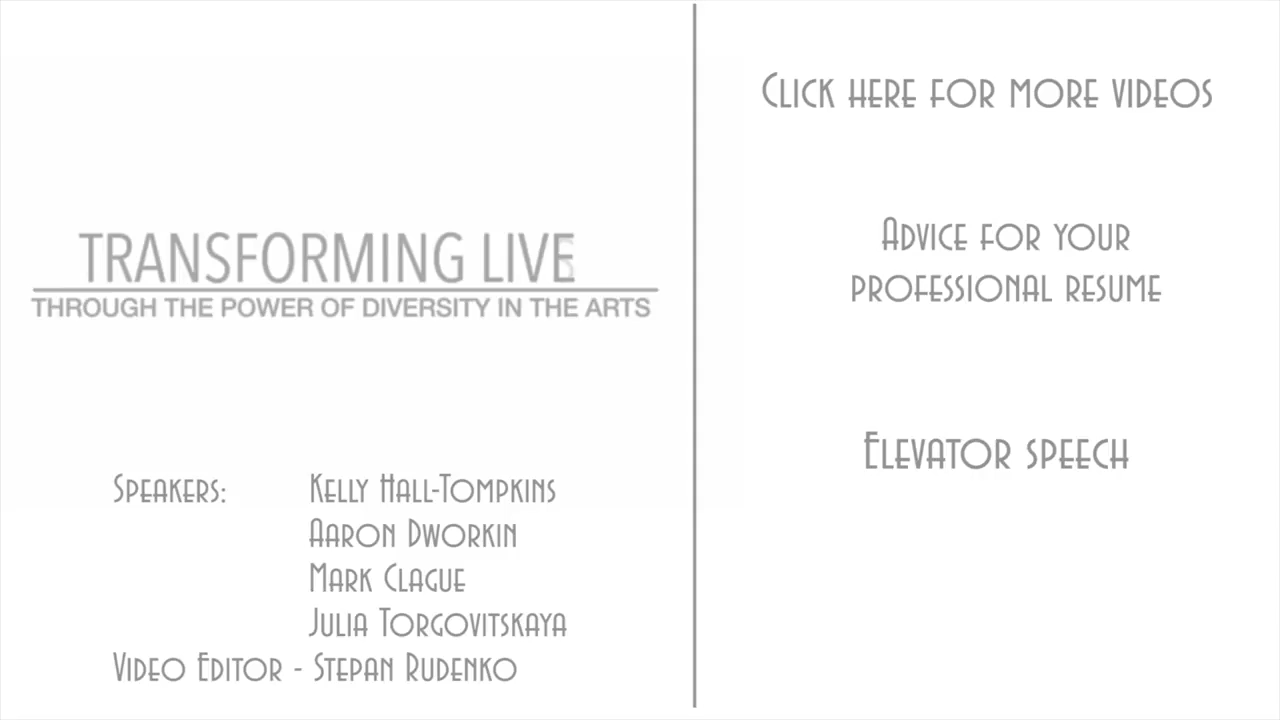 TRANSFORMING LIVE
THROUGH THE POWER OF DIVERSITY IN THE ARTS
Speakers: Kelly Hall-Tompkins
Aaron Dworkin
Mark Clague
Julia Torgovitskaya
Video Editor - Stepan Rudenko
Click here for more videos
Advice for your
professional resume
Elevator speech